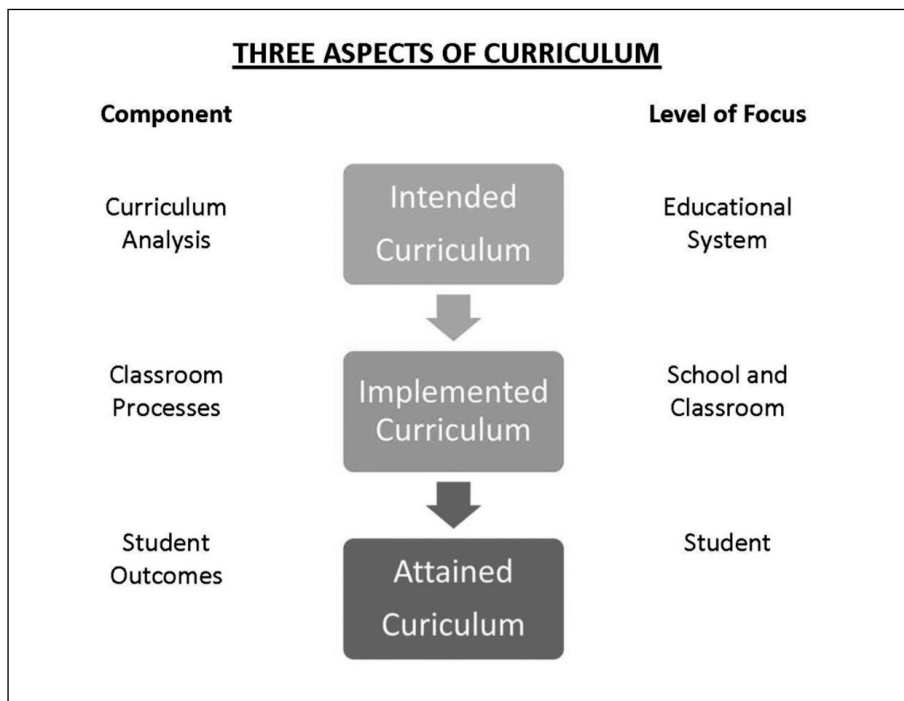 THREE ASPECTS OF CURRICULUM
Component
Level of Focus
Curriculum
Analysis
Intended
Curriculum
Educational
System
Classroom
Processes
Implemented
Curriculum
School and
Classroom
Student
Outcomes
Attained
Curiculum
Student